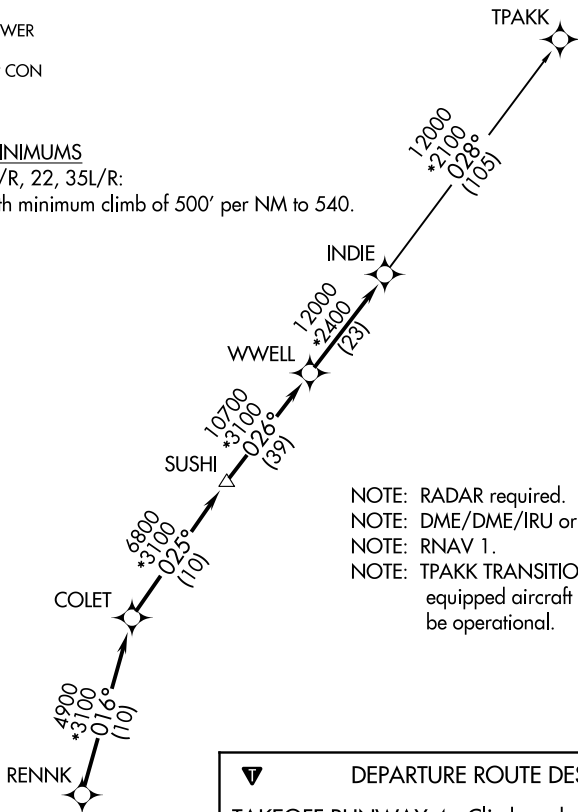 TPAKK
WER
CON
12000
*2100
028°
(105)
NIMUMS
/R, 22, 35L/R:
th minimum climb of 500' per NM to 540.
INDIE
12000
*2400
(23)
WWELL
10700
*3100
026°
(39)
SUSHI
NOTE: RADAR required.
NOTE: DME/DME/IRU or
NOTE: RNAV 1.
NOTE: TPAKK TRANSITIO
equipped aircraft
be operational.
6800
*3100
025°
(10)
COLET
4900
*3100
016°
(10)
RENNK
T DEPARTURE ROUTE DES